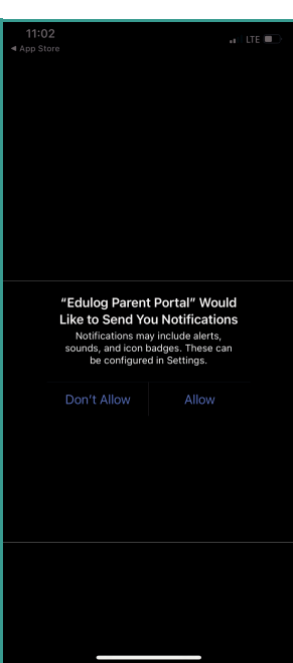 11:02
LTE
◀ App Store
“Edulog Parent Portal” Would
Like to Send You Notifications
Notifications may include alerts,
sounds, and icon badges. These can
be configured in Settings.
Don't Allow
Allow